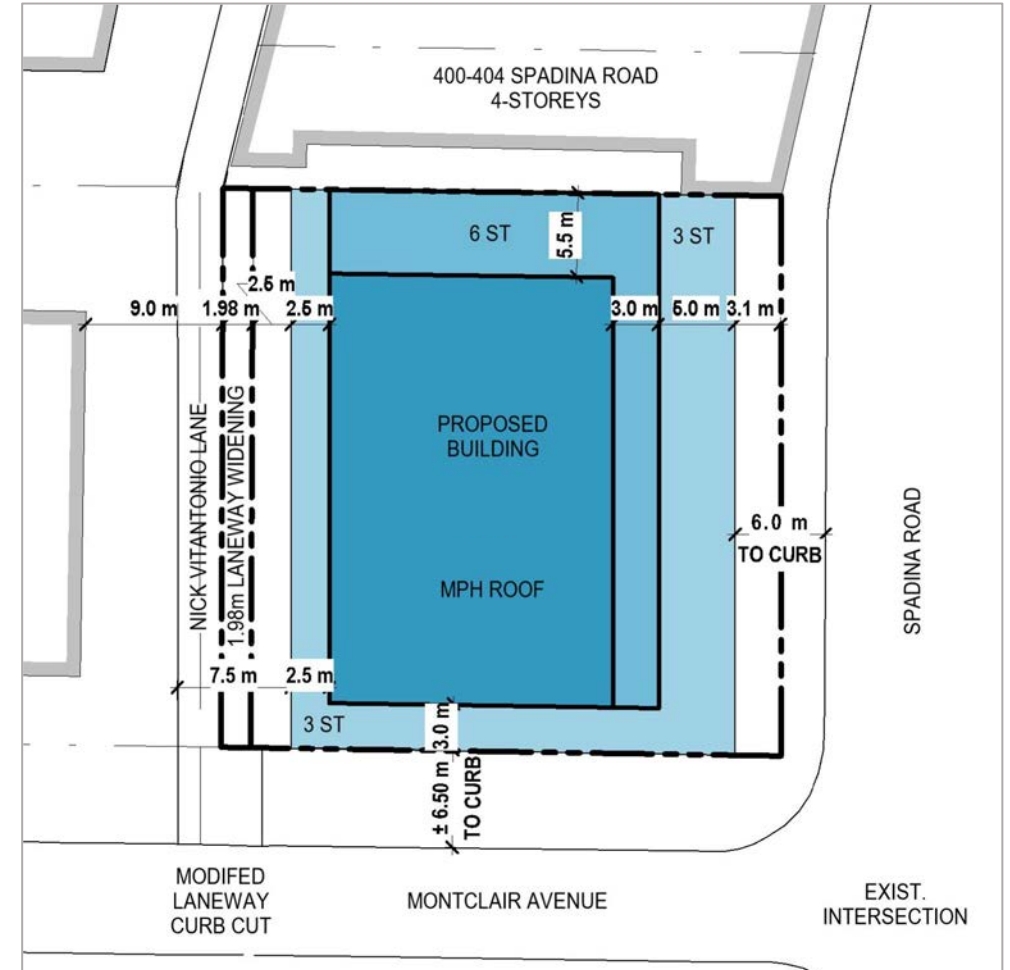 400-404 SPADINA ROAD
4-STOREYS
6 ST
5.5 m
3 ST
2.5 m
9.0 m
1.98 m
2.5 m
3.0 m
5.0 m
3.1 m
PROPOSED
BUILDING
NICK VITANTONIO LANE
1.98m LANEWAY WIDENING
6.0 m
TO CURB
SPADINA ROAD
MPH ROOF
7.5 m
2.5 m
3 ST
3.0 m
± 6.50 m
TO CURB
MODIFED
LANEWAY
CURB CUT
MONTCLAIR AVENUE
EXIST.
INTERSECTION